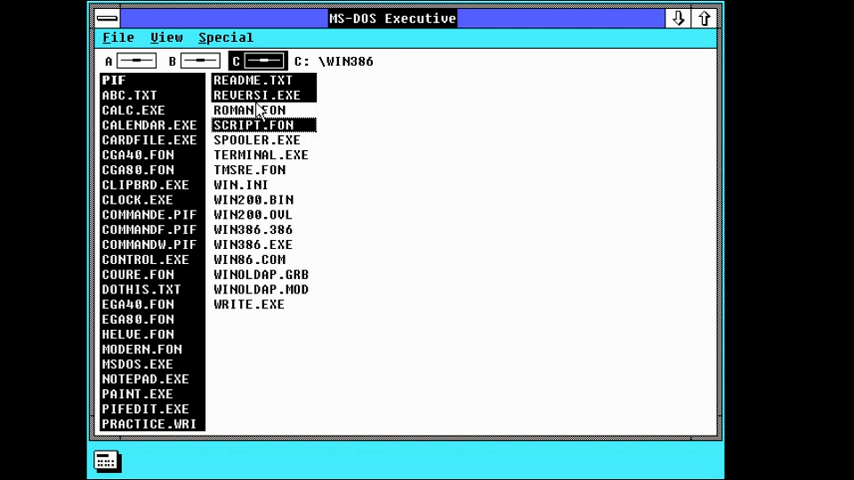 MS-DOS Executive
File View Special
A B C C: \WIN386
PIF
ABC.TXT
CALC.EXE
CALENDAR.EXE
CARDFILE.EXE
CGA40.FON
CGA80.FON
CLIPBRD.EXE
CLOCK.EXE
COMMANDE.PIF
COMMANDF.PIF
COMMANDW.PIF
CONTROL.EXE
COURE.FON
DOTHIS.TXT
EGA40.FON
EGA80.FON
HELVE.FON
MODERN.FON
MSDOS.EXE
NOTEPAD.EXE
PAINT.EXE
PIFEDIT.EXE
PRACTICE.WRI
README.TXT
REVERSI.EXE
ROMAN.FON
SCRIPT.FON
SPOOLER.EXE
TERMINAL.EXE
TMSRE.FON
WIN.INI
WIN200.BIN
WIN200.OVL
WIN386.386
WIN386.EXE
WIN86.COM
WINOLDAP.GRB
WINOLDAP.MOD
WRITE.EXE